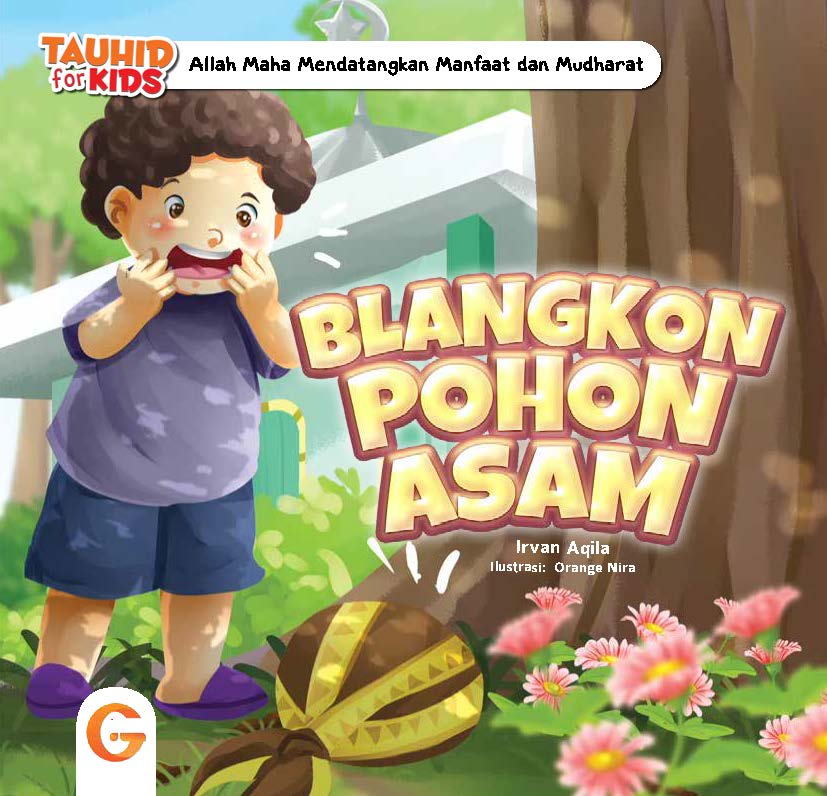 TAUHID
for KIDS
Allah Maha Mendatangkan Manfaat dan Mudharat
BLANGKON
POHON
ASAM
Irvan Aqila
Ilustrasi: Orange Nira
G